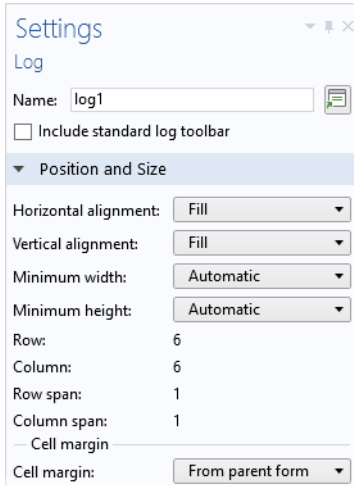 Settings
Log
Name: log1
Include standard log toolbar
Position and Size
Horizontal alignment: Fill
Vertical alignment: Fill
Minimum width: Automatic
Minimum height: Automatic
Row: 6
Column: 6
Row span: 1
Column span: 1
Cell margin
Cell margin: From parent form